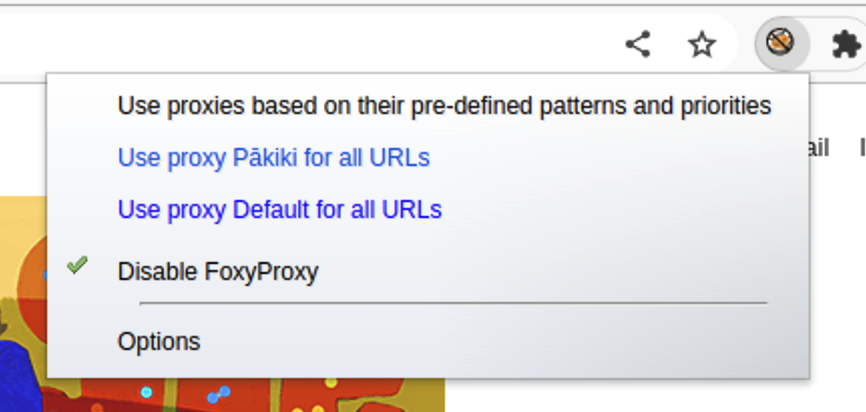 Use proxies based on their pre-defined patterns and priorities
ail
Use proxy Pākiki for all URLs
Use proxy Default for all URLs
Disable FoxyProxy
Options